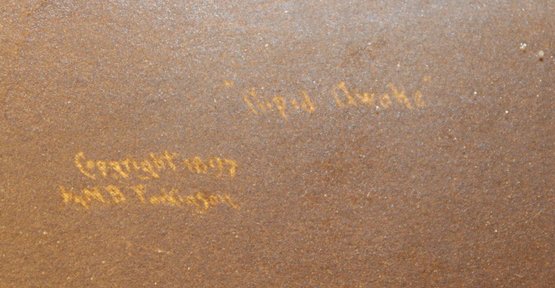 "Cupid Awake"
Copyright 1897
by M B Parkinson